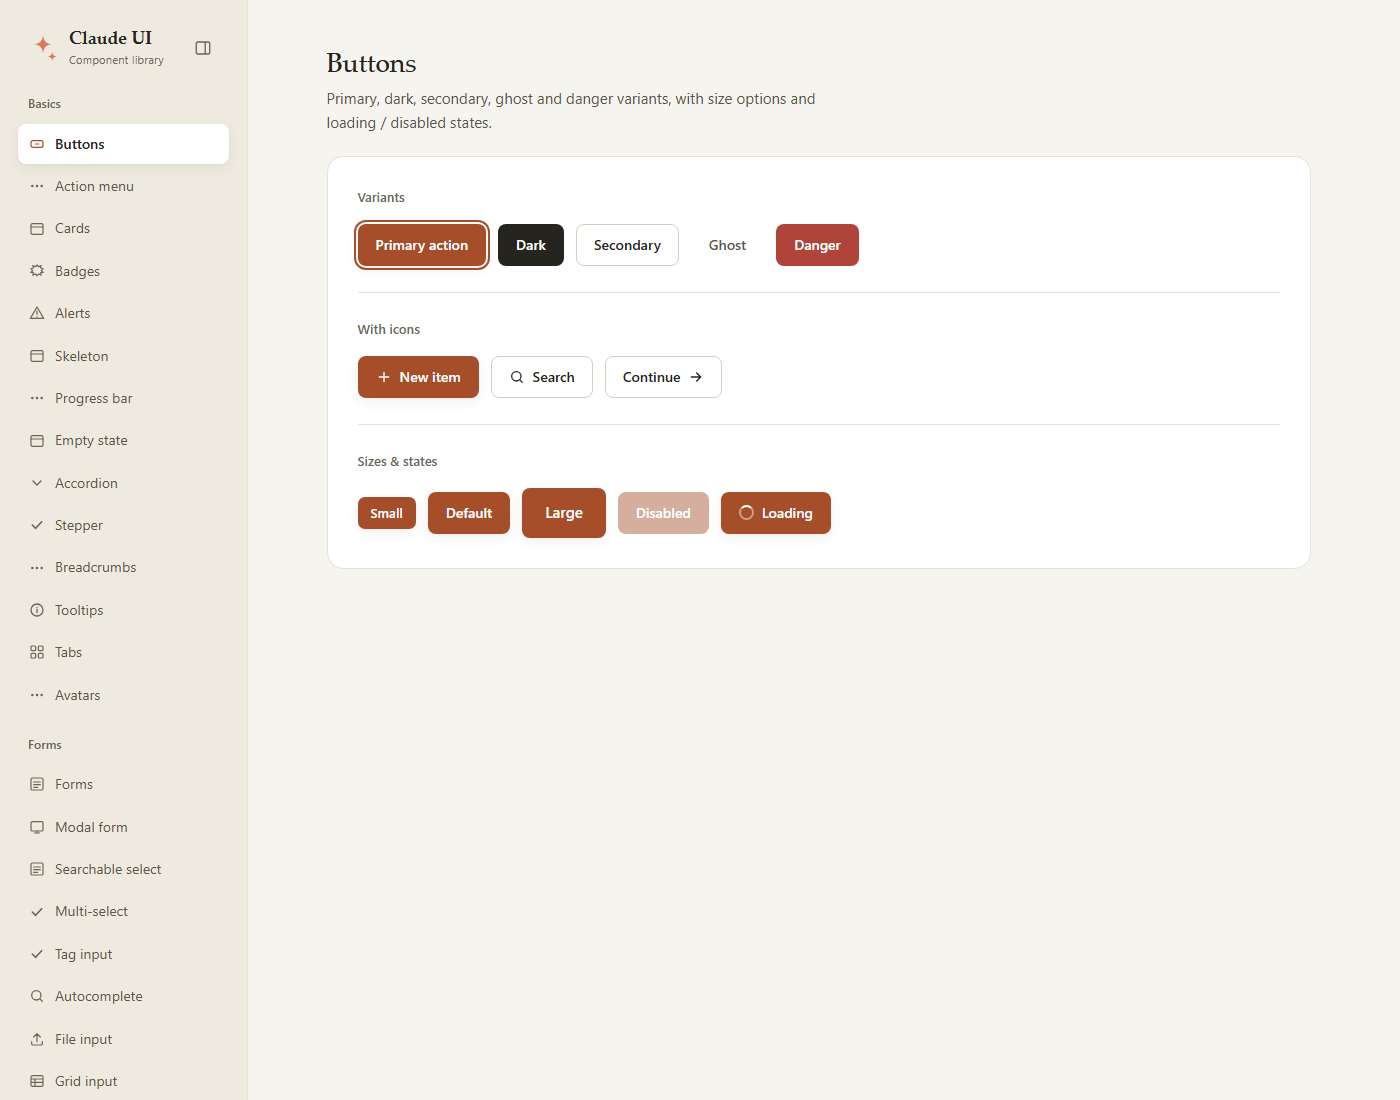 Claude UI
Component library
Basics
Buttons
Action menu
Cards
Badges
Alerts
Skeleton
Progress bar
Empty state
Accordion
Stepper
Breadcrumbs
Tooltips
Tabs
Avatars
Forms
Forms
Modal form
Searchable select
Multi-select
Tag input
Autocomplete
File input
Grid input
Buttons
Primary, dark, secondary, ghost and danger variants, with size options and
loading / disabled states.
Variants
Primary action Dark Secondary Ghost Danger
With icons
New item Search Continue
Sizes & states
Small Default Large Disabled Loading